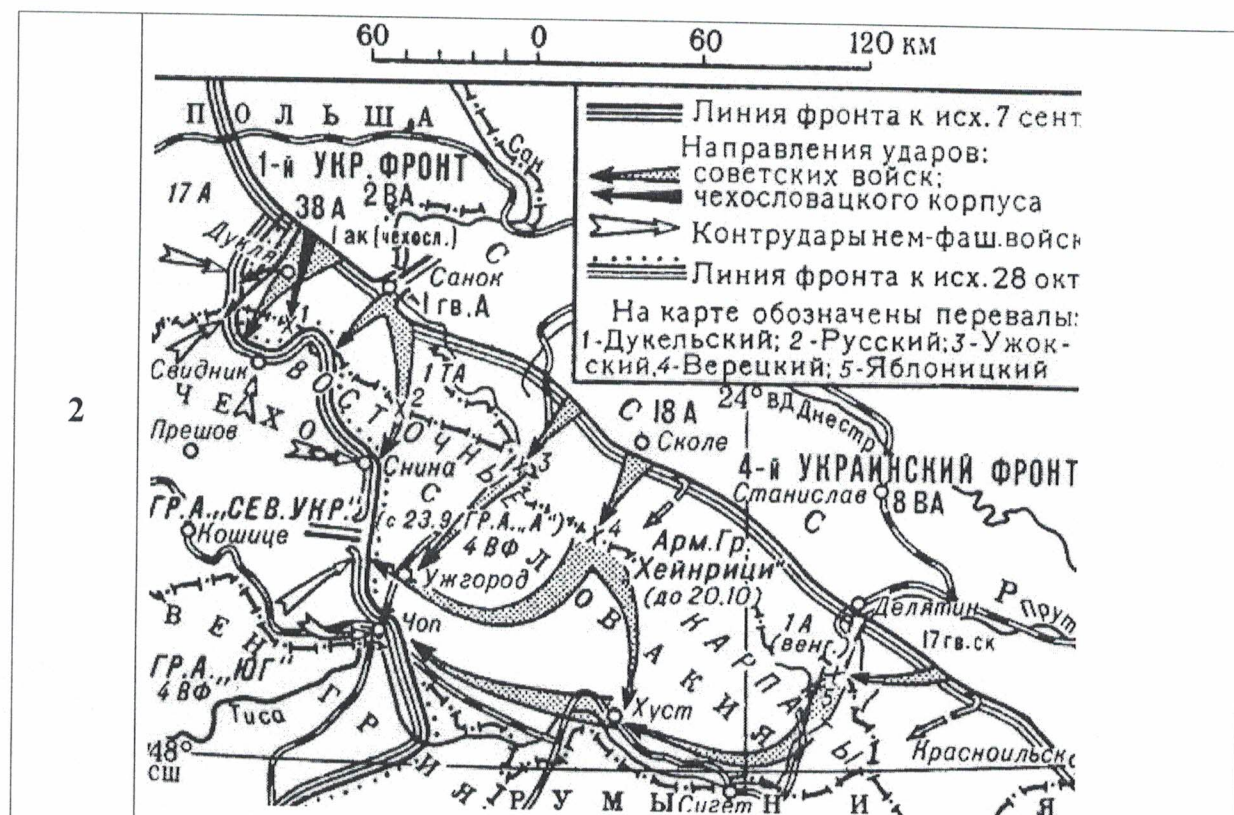 60 0 60 120 км
2
ПОЛЬША
Линия фронта к исх. 7 сент
Направления ударов:
советских войск;
чехословацкого корпуса
Контрудары нем-фаш. войск
Линия фронта к исх. 28 окт
На карте обозначены перевалы:
1-Дукельский; 2-Русский; 3-Ужок-
ский, 4-Верецкий; 5-Яблоницкий
Сан
1-й УКР. ФРОНТ
2 ВА
17 А
38 А
1 ак (чехосл.)
С
Дукля
Санок
1 гв. А
1
Свидник
1 ТА
2
24° ВД
Днестр
С
18 А
Сколе
Прешов
Снина
3
4-й УКРАИНСКИЙ ФРОНТ
Станислав
8 ВА
С
ГР.А. „СЕВ. УКР."
(с 23.9 ГР.А. „А")
4 ВФ
Кошице
4
Арм. Гр.
Хейнрици"
(до 20.10)
Ужгород
Р
Делятин
Прут
1 А
(венг.)
17 гв. ск
Чоп
ГР.А. „ЮГ"
4 ВФ
Тиса
5
Хуст
48°
СШ
Красноильск
Сигет
ЧЕХОСЛОВАКИЯ
ВОСТОЧНЫЕ
КАРПАТЫ
ВЕНГРИЯ
РУМЫНИЯ